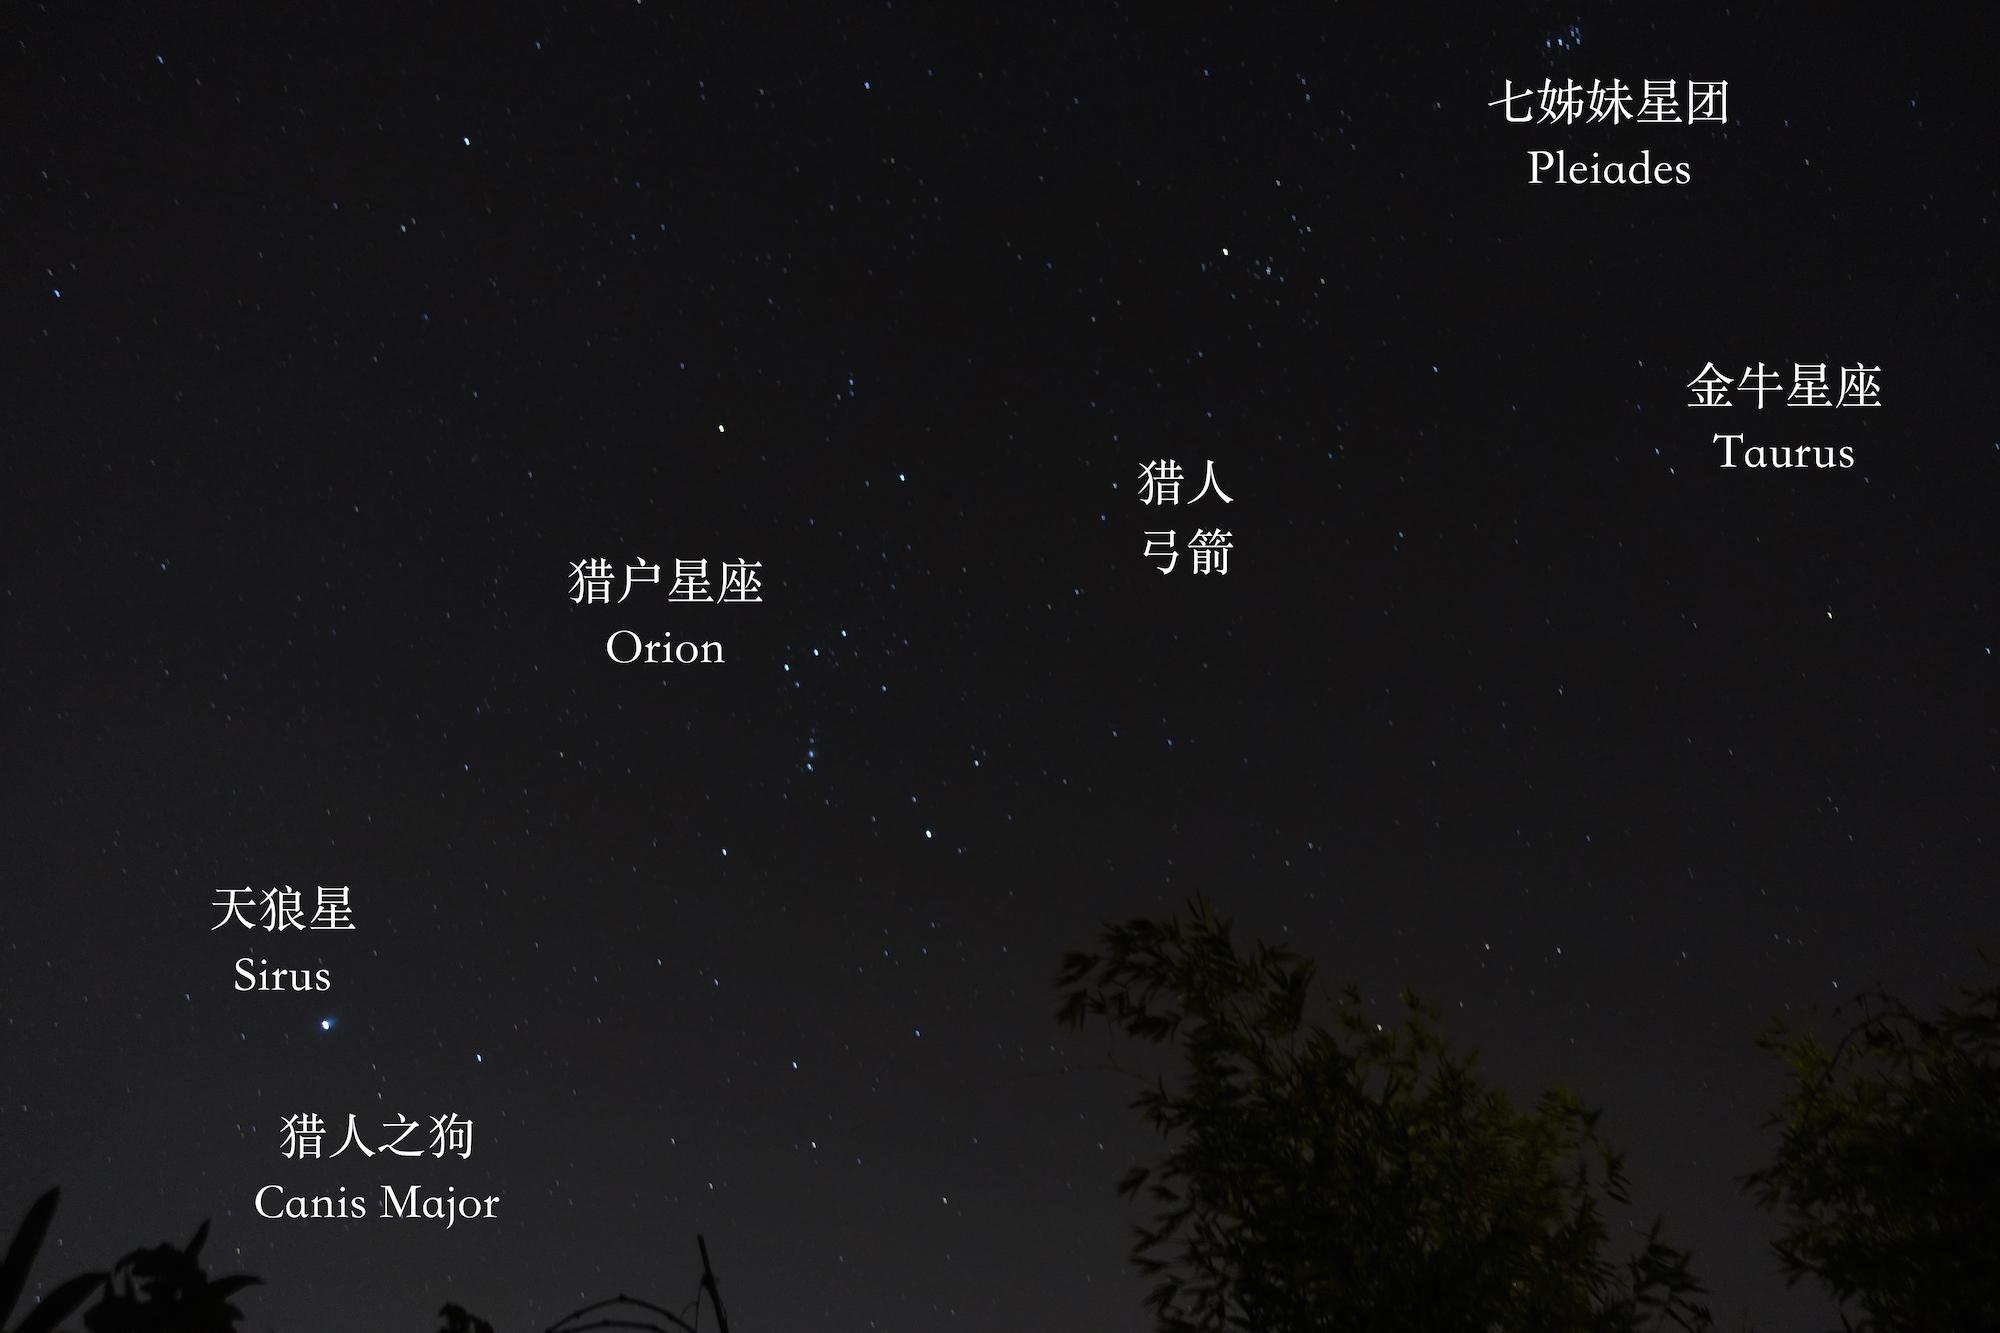 七姊妹星团
Pleiades
金牛星座
Taurus
猎人
弓箭
猎户星座
Orion
天狼星
Sirus
猎人之狗
Canis Major